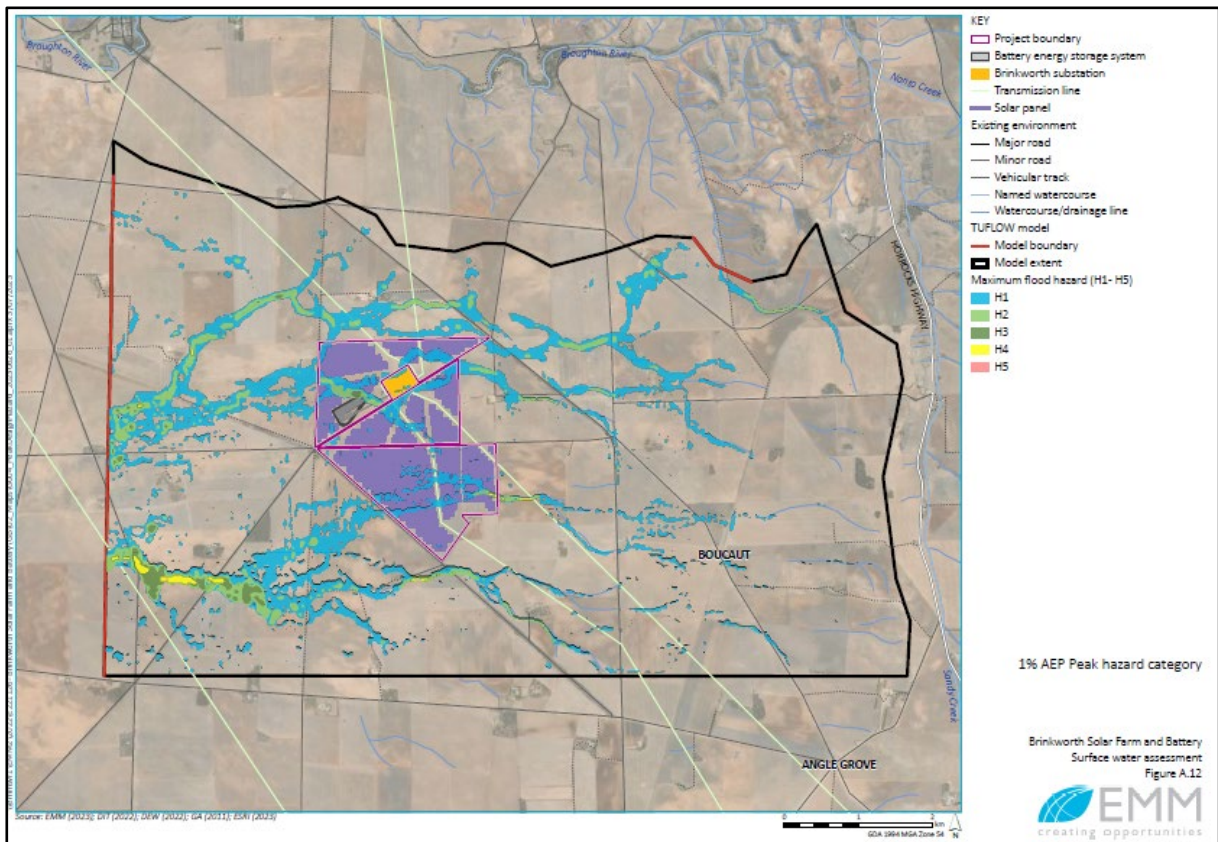 Broughton River
Broughton River
Nantp Creek
HORROCKS HIGHWAY
BOUCAUT
ANGLE GROVE
Sandy Creek
KEY
Project boundary
Battery energy storage system
Brinkworth substation
Transmission line
Solar panel
Existing environment
Major road
Minor road
Vehicular track
Named watercourse
Watercourse/drainage line
TUFLOW model
Model boundary
Model extent
Maximum flood hazard (H1- H5)
H1
H2
H3
H4
H5
1% AEP Peak hazard category
Brinkworth Solar Farm and Battery
Surface water assessment
Figure A.12
EMM
creating opportunities
Source: EMM (2023); DIT (2022); DEW (2022); GA (2011); ESRI (2023)
0 1 2
km
GDA 1994 MGA Zone 54
N